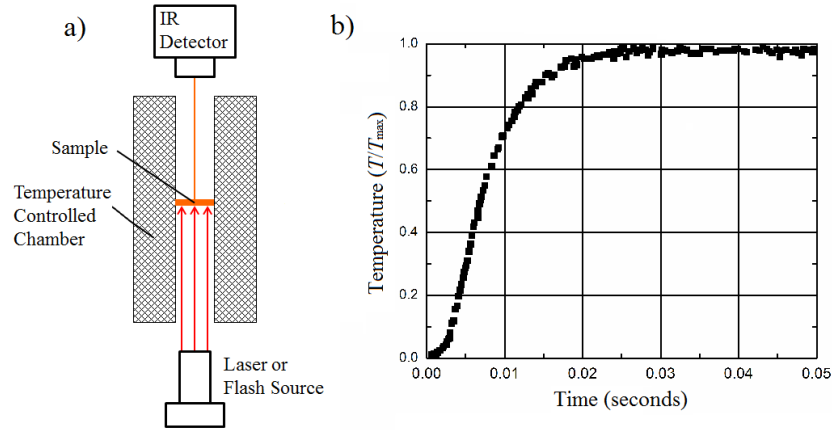 a)
IR
Detector
Sample
Temperature
Controlled
Chamber
Laser or
Flash Source
b)
Temperature (T/Tmax)
1.0
0.8
0.6
0.4
0.2
0.0
0.00 0.01 0.02 0.03 0.04 0.05
Time (seconds)